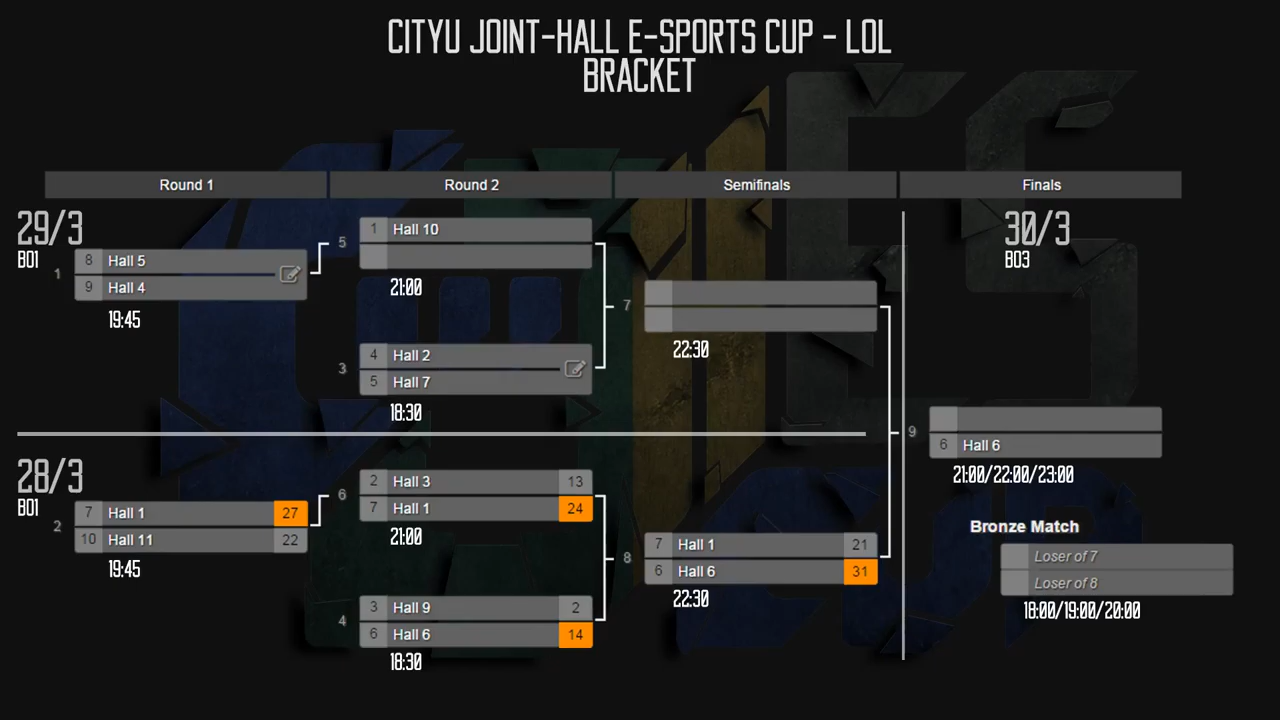 CITYU JOINT-HALL E-SPORTS CUP - LOL
BRACKET
Round 1
Round 2
Semifinals
Finals
29/3
BO1
1
8 Hall 5
9 Hall 4
19:45
5
1 Hall 10
21:00
3
4 Hall 2
5 Hall 7
18:30
7
22:30
30/3
BO3
9
6 Hall 6
21:00/22:00/23:00
28/3
BO1
2
7 Hall 1 27
10 Hall 11 22
19:45
6
2 Hall 3 13
7 Hall 1 24
21:00
4
3 Hall 9 2
6 Hall 6 14
18:30
8
7 Hall 1 21
6 Hall 6 31
22:30
Bronze Match
Loser of 7
Loser of 8
18:00/19:00/20:00